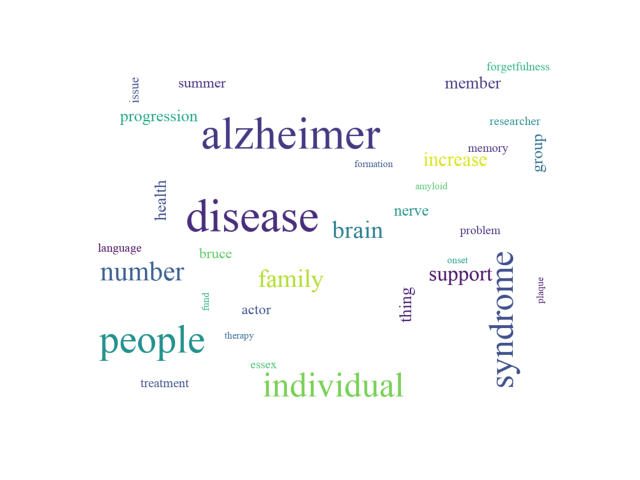 forgetfulness
issue
summer
member
progression
researcher
alzheimer
group
memory
increase
formation
amyloid
health
disease
nerve
brain
problem
language
bruce
onset
number
family
support
syndrome
plaque
thing
fund
actor
people
therapy
essex
treatment
individual